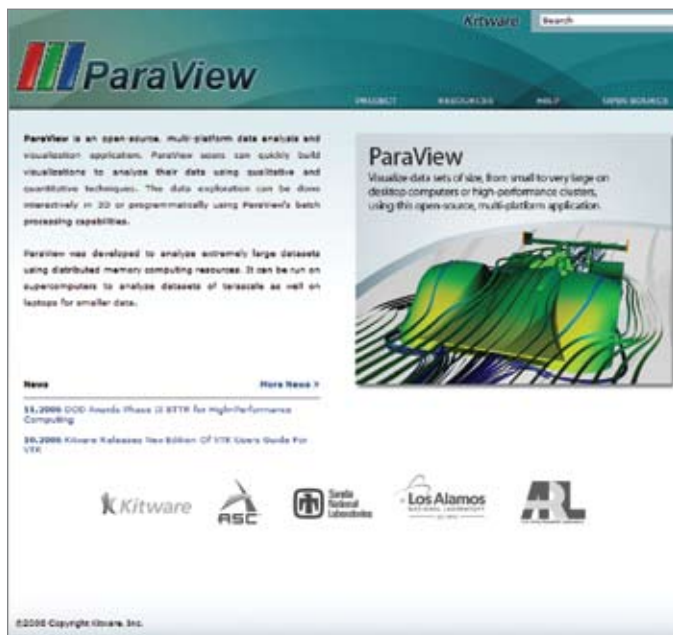 Kitware
Search
ParaView
PROJECT RESOURCES HELP OPEN SOURCE
ParaView is an open-source, multi-platform data analysis and
visualization application. ParaView users can quickly build
visualizations to analyze their data using qualitative and
quantitative techniques. The data exploration can be done
interactively in 3D or programmatically using ParaView's batch
processing capabilities.
ParaView was developed to analyze extremely large datasets
using distributed memory computing resources. It can be run on
supercomputers to analyze datasets of terascale as well on
laptops for smaller data.
ParaView
Visualize data sets of size, from small to very large on
desktop computers or high-performance clusters,
using this open-source, multi-platform application.
News More News >
DOD Awards Phase II STTR for High-Performance
Computing
Kitware Releases New Edition Of VTK Users Guide For
VTK
Kitware
ASC
Sandia
National
Laboratories
Los Alamos
NATIONAL LABORATORY
ARL
©2008 Copyright Kitware, Inc.